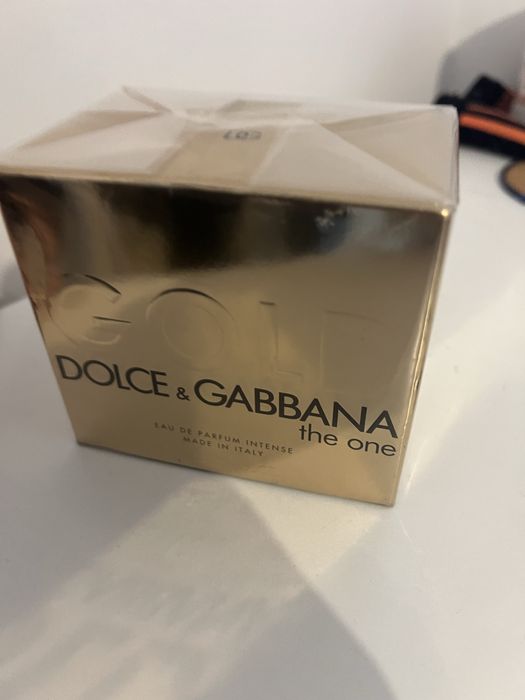 GOLD
DOLCE & GABBANA
the one
EAU DE PARFUM INTENSE
MADE IN ITALY